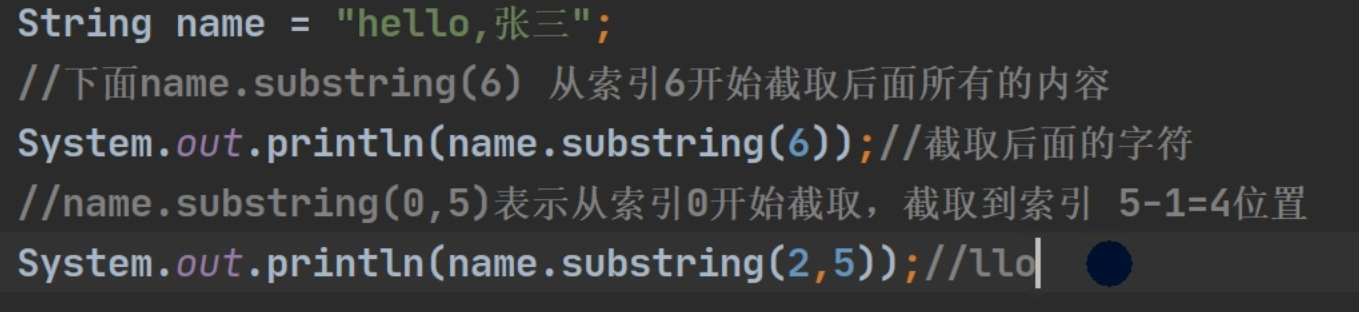 String name = "hello,张三";
//下面name.substring(6) 从索引6开始截取后面所有的内容
System.out.println(name.substring(6));//截取后面的字符
//name.substring(0,5)表示从索引0开始截取，截取到索引 5-1=4位置
System.out.println(name.substring(2,5));//llo